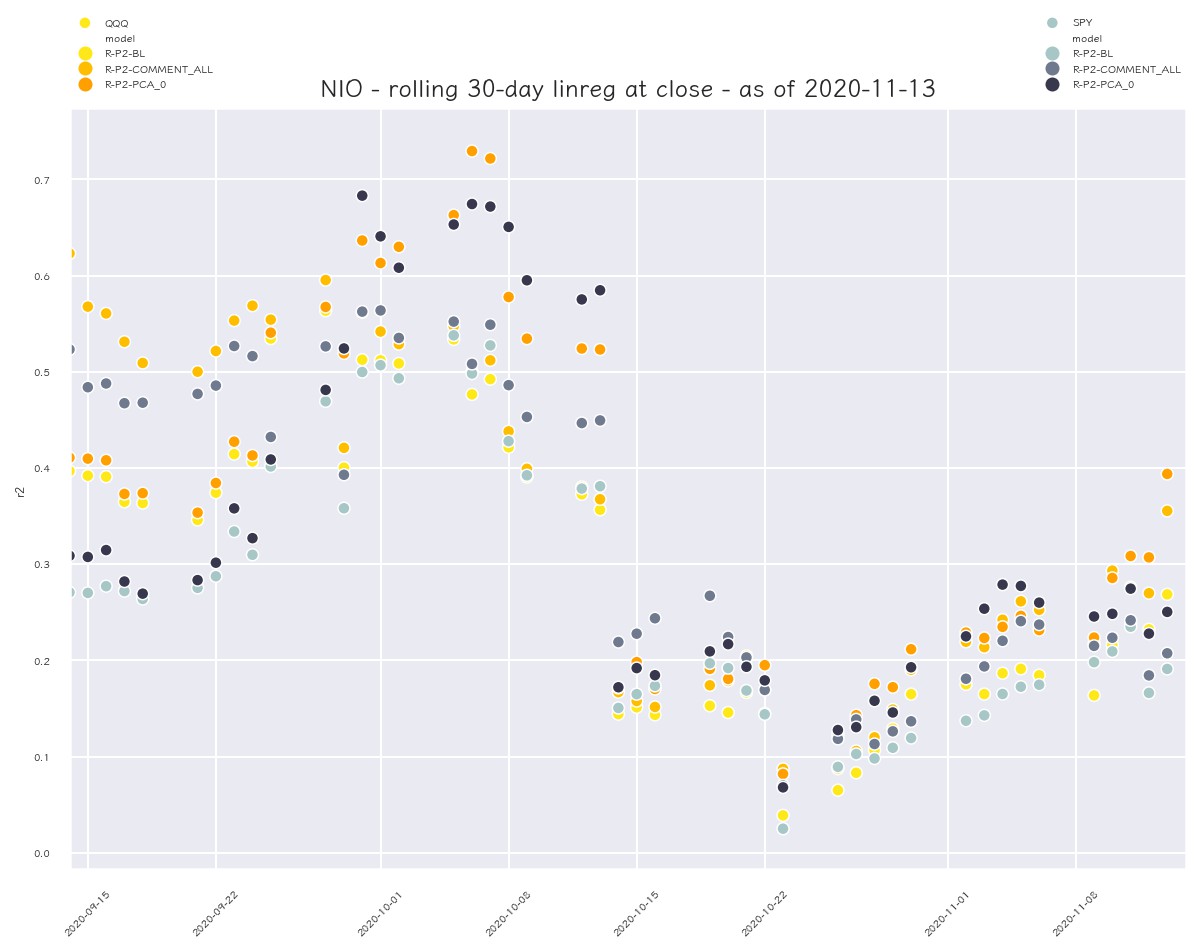 QQQ
model
R-P2-BL
R-P2-COMMENT_ALL
R-P2-PCA_0
SPY
model
R-P2-BL
R-P2-COMMENT_ALL
R-P2-PCA_0
NIO - rolling 30-day linreg at close - as of 2020-11-13
0.7
0.6
0.5
0.4
0.3
0.2
0.1
0.0
r2
2020-09-15
2020-09-22
2020-10-01
2020-10-08
2020-10-15
2020-10-22
2020-11-01
2020-11-08